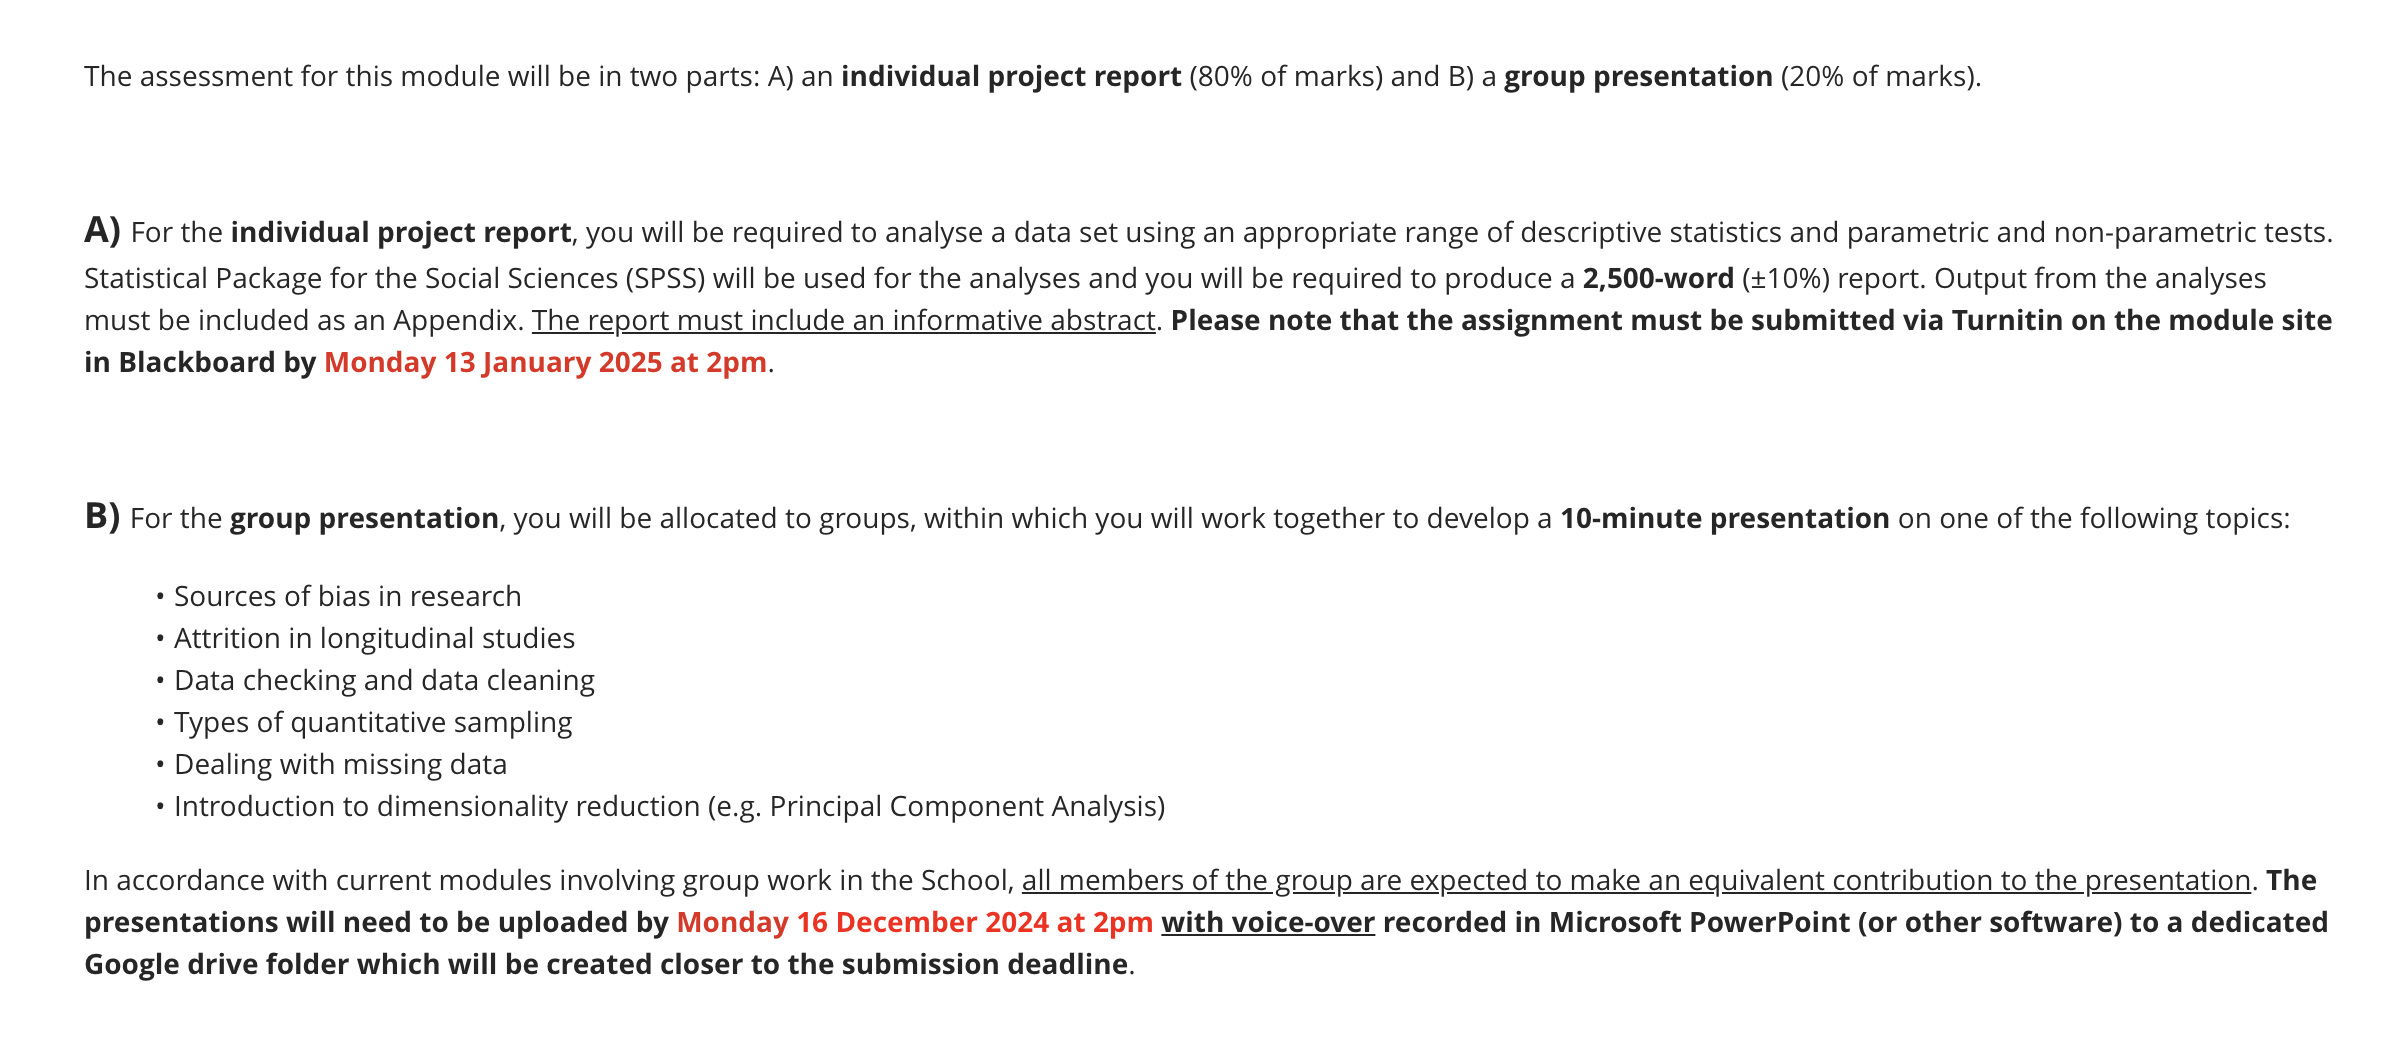 The assessment for this module will be in two parts: A) an individual project report (80% of marks) and B) a group presentation (20% of marks).
A) For the individual project report, you will be required to analyse a data set using an appropriate range of descriptive statistics and parametric and non-parametric tests.
Statistical Package for the Social Sciences (SPSS) will be used for the analyses and you will be required to produce a 2,500-word (±10%) report. Output from the analyses
must be included as an Appendix. The report must include an informative abstract. Please note that the assignment must be submitted via Turnitin on the module site
in Blackboard by Monday 13 January 2025 at 2pm.
B) For the group presentation, you will be allocated to groups, within which you will work together to develop a 10-minute presentation on one of the following topics:
• Sources of bias in research
• Attrition in longitudinal studies
• Data checking and data cleaning
• Types of quantitative sampling
• Dealing with missing data
• Introduction to dimensionality reduction (e.g. Principal Component Analysis)
In accordance with current modules involving group work in the School, all members of the group are expected to make an equivalent contribution to the presentation. The
presentations will need to be uploaded by Monday 16 December 2024 at 2pm with voice-over recorded in Microsoft PowerPoint (or other software) to a dedicated
Google drive folder which will be created closer to the submission deadline.